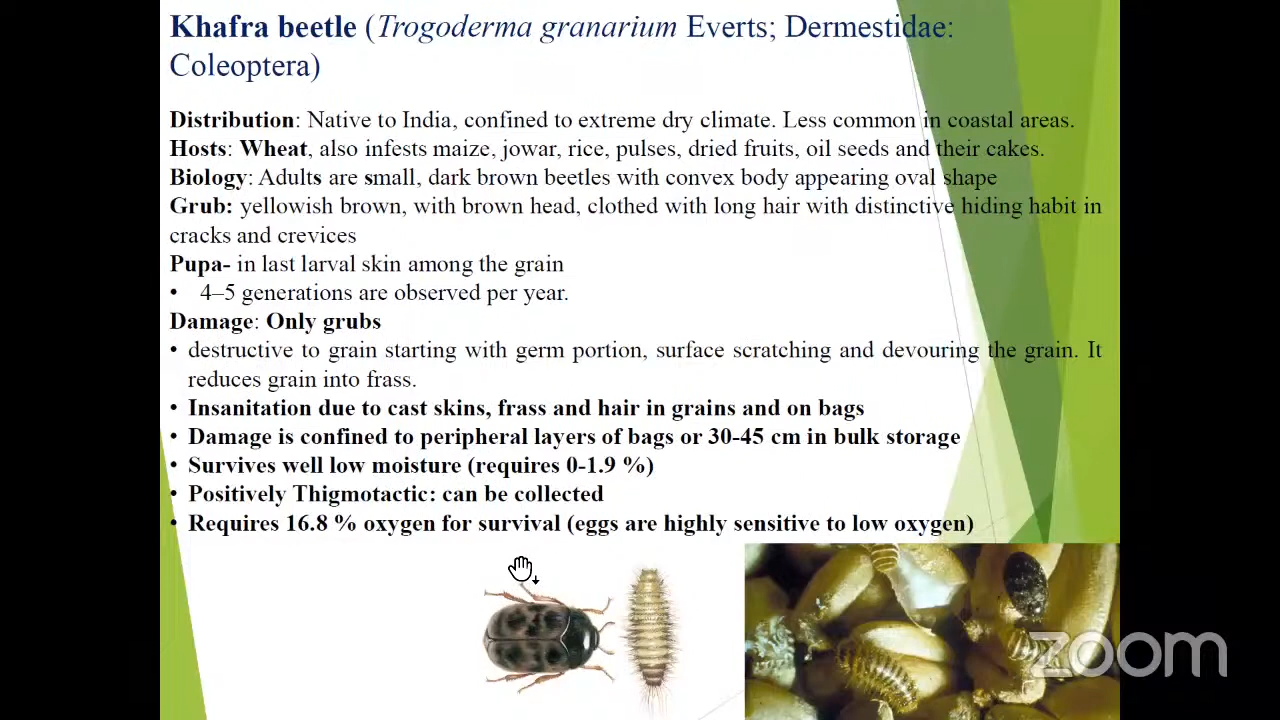 Khafra beetle (Trogoderma granarium Everts; Dermestidae:
Coleoptera)
Distribution: Native to India, confined to extreme dry climate. Less common in coastal areas.
Hosts: Wheat, also infests maize, jowar, rice, pulses, dried fruits, oil seeds and their cakes.
Biology: Adults are small, dark brown beetles with convex body appearing oval shape
Grub: yellowish brown, with brown head, clothed with long hair with distinctive hiding habit in
cracks and crevices
Pupa- in last larval skin among the grain
• 4–5 generations are observed per year.
Damage: Only grubs
• destructive to grain starting with germ portion, surface scratching and devouring the grain. It
reduces grain into frass.
• Insanitation due to cast skins, frass and hair in grains and on bags
• Damage is confined to peripheral layers of bags or 30-45 cm in bulk storage
• Survives well low moisture (requires 0-1.9 %)
• Positively Thigmotactic: can be collected
• Requires 16.8 % oxygen for survival (eggs are highly sensitive to low oxygen)
zoom